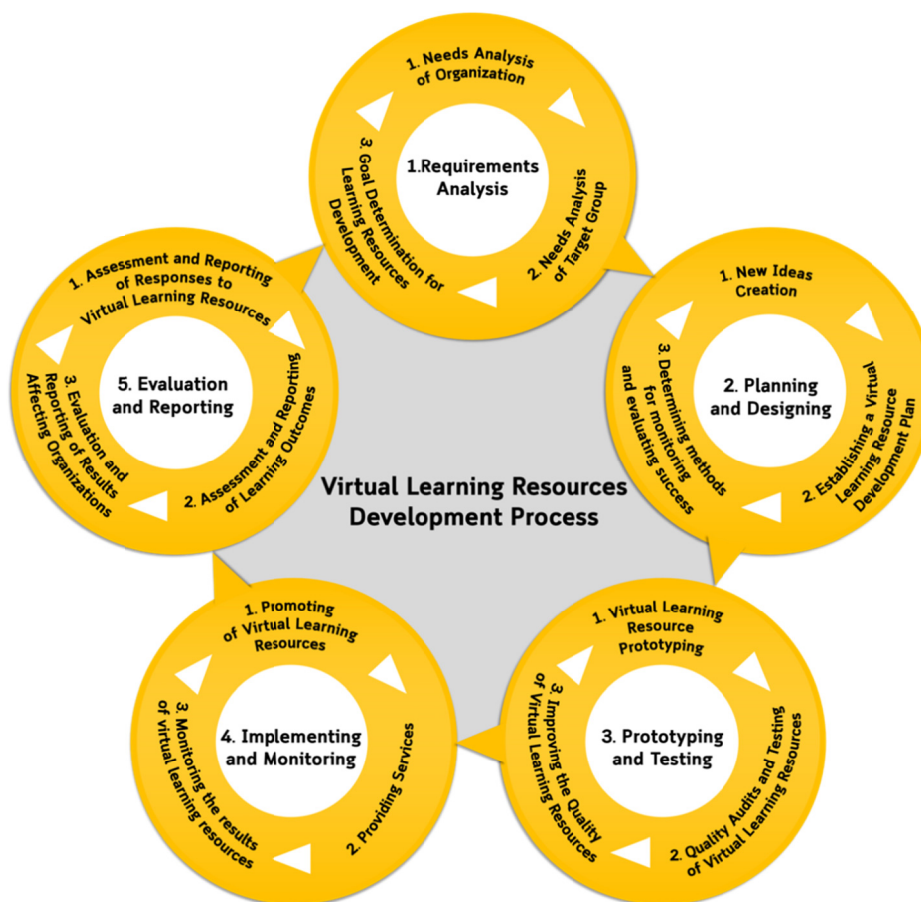 1. Needs Analysis
of Organization
2. Needs Analysis
of Target Group
3. Goal Determination for
Learning Resources
Development
1.Requirements
Analysis
1. New Ideas
Creation
2. Establishing a Virtual
Learning Resource
Development Plan
3. Determining methods
for monitoring
and evaluating success
2. Planning
and Designing
1. Virtual Learning
Resource
Prototyping
2. Quality Audits and Testing
of Virtual Learning Resources
3. Improving the Quality
of Virtual Learning Resources
3. Prototyping
and Testing
1. Promoting
of Virtual Learning
Resources
2. Providing Services
3. Monitoring the results
of virtual learning resources
4. Implementing
and Monitoring
1. Assessment and Reporting
of Responses to
Virtual Learning Resources
2. Assessment and Reporting
of Learning Outcomes
3. Evaluation and
Reporting of Results
Affecting Organizations
5. Evaluation
and Reporting
Virtual Learning Resources
Development Process